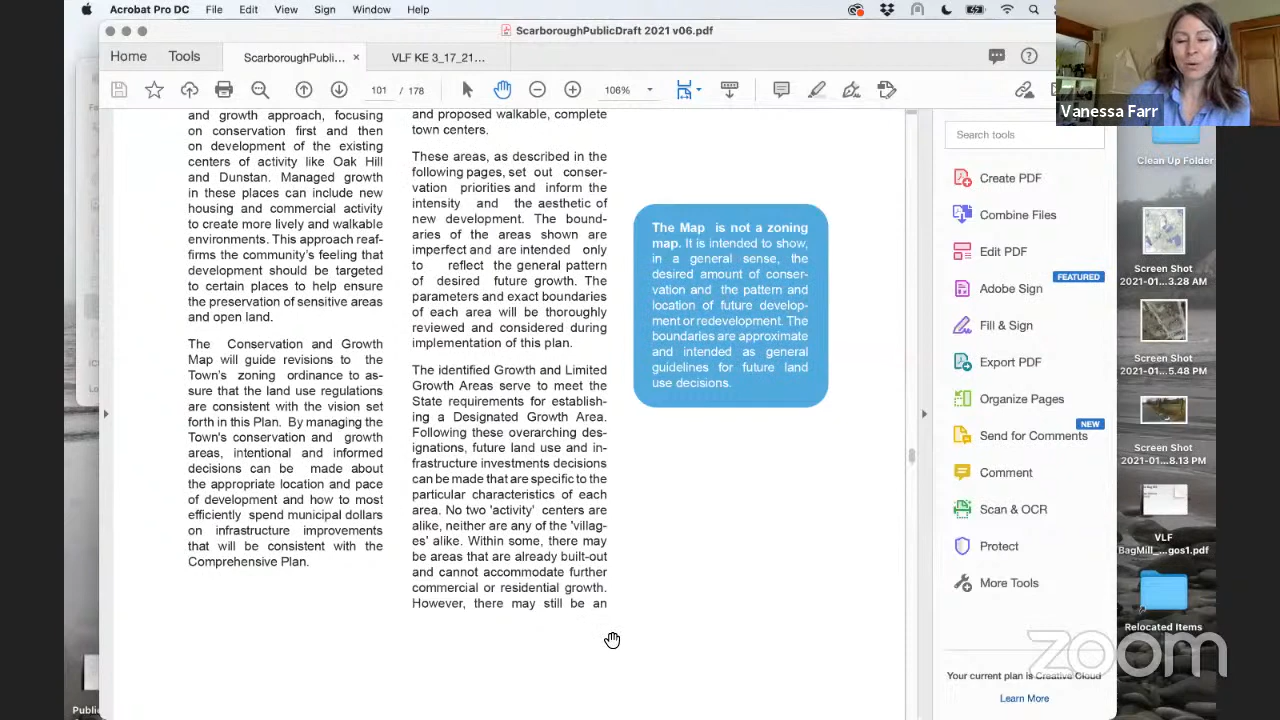 Acrobat Pro DC File Edit View Sign Window Help
ScarboroughPublicDraft 2021 v06.pdf
Home Tools ScarboroughPubli... × VLF KE 3_17_21...
101 / 178 106%
Vanessa Farr
and growth approach, focusing
on conservation first and then
on development of the existing
centers of activity like Oak Hill
and Dunstan. Managed growth
in these places can include new
housing and commercial activity
to create more lively and walkable
environments. This approach reaf-
firms the community's feeling that
development should be targeted
to certain places to help ensure
the preservation of sensitive areas
and open land.
The Conservation and Growth
Map will guide revisions to the
Town's zoning ordinance to as-
sure that the land use regulations
are consistent with the vision set
forth in this Plan. By managing the
Town's conservation and growth
areas, intentional and informed
decisions can be made about
the appropriate location and pace
of development and how to most
efficiently spend municipal dollars
on infrastructure improvements
that will be consistent with the
Comprehensive Plan.
and proposed walkable, complete
town centers.
These areas, as described in the
following pages, set out conser-
vation priorities and inform the
intensity and the aesthetic of
new development. The bound-
aries of the areas shown are
imperfect and are intended only
to reflect the general pattern
of desired future growth. The
parameters and exact boundaries
of each area will be thoroughly
reviewed and considered during
implementation of this plan.
The identified Growth and Limited
Growth Areas serve to meet the
State requirements for establish-
ing a Designated Growth Area.
Following these overarching des-
ignations, future land use and in-
frastructure investments decisions
can be made that are specific to the
particular characteristics of each
area. No two 'activity' centers are
alike, neither are any of the 'villag-
es' alike. Within some, there may
be areas that are already built-out
and cannot accommodate further
commercial or residential growth.
However, there may still be an
The Map is not a zoning
map. It is intended to show,
in a general sense, the
desired amount of conser-
vation and the pattern and
location of future develop-
ment or redevelopment. The
boundaries are approximate
and intended as general
guidelines for future land
use decisions.
Search tools
Create PDF
Combine Files
Edit PDF
FEATURED
Adobe Sign
Fill & Sign
Export PDF
Organize Pages
NEW
Send for Comments
Comment
Scan & OCR
Protect
More Tools
Your current plan is Creative Cloud
Learn More
Clean Up Folder
Screen Shot
2021-01...3.28 AM
Screen Shot
2021-01...5.48 PM
Screen Shot
2021-01...8.13 PM
VLF
BagMill_...gos1.pdf
Relocated Items
zoom
Public